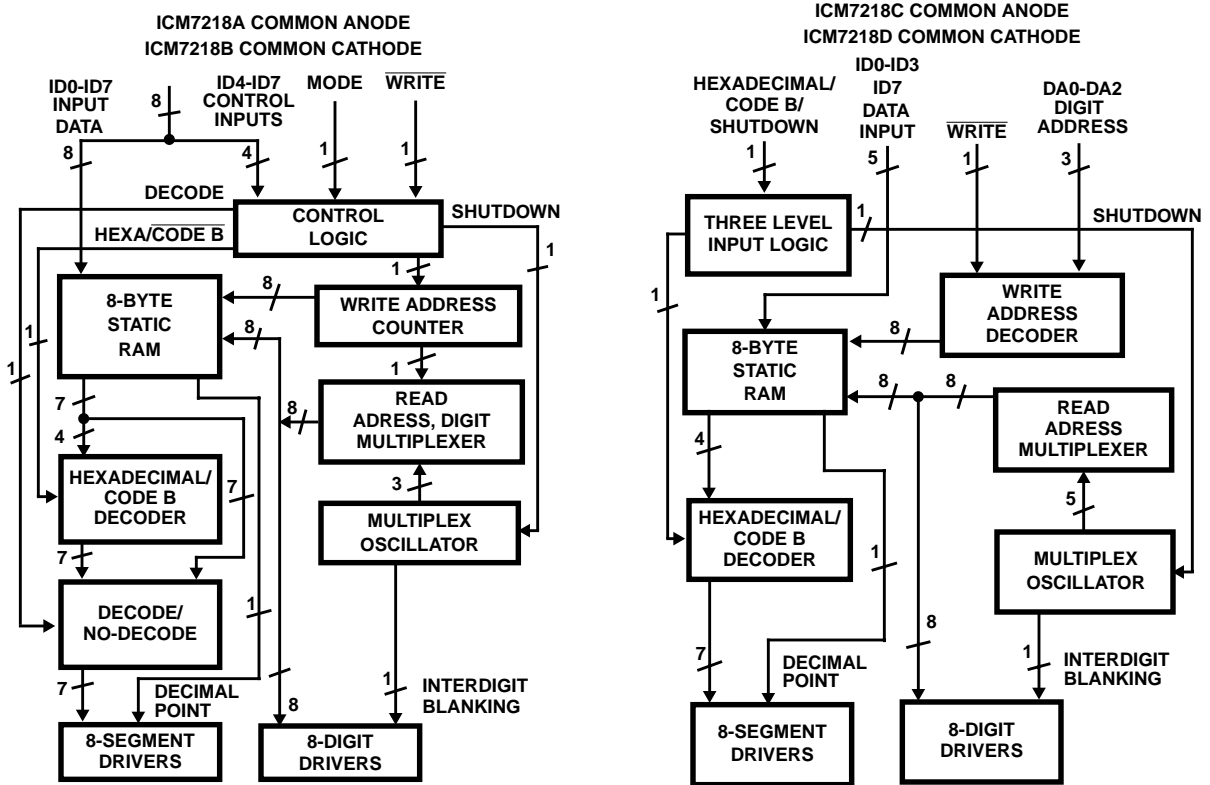 ICM7218A COMMON ANODE
ICM7218B COMMON CATHODE
ID0-ID7
INPUT
DATA
8
ID4-ID7
CONTROL
INPUTS
MODE
WRITE
8
4
1
1
DECODE
HEXA/CODE B
CONTROL
LOGIC
SHUTDOWN
1
1
8-BYTE
STATIC
RAM
8
WRITE ADDRESS
COUNTER
8
1
1
1
READ
ADRESS, DIGIT
MULTIPLEXER
8
7
4
HEXADECIMAL/
CODE B
DECODER
7
3
MULTIPLEX
OSCILLATOR
7
DECODE/
NO-DECODE
1
7
DECIMAL
POINT
8
1
INTERDIGIT
BLANKING
8-SEGMENT
DRIVERS
8-DIGIT
DRIVERS
ICM7218C COMMON ANODE
ICM7218D COMMON CATHODE
HEXADECIMAL/
CODE B/
SHUTDOWN
ID0-ID3
ID7
DATA
INPUT
WRITE
DA0-DA2
DIGIT
ADDRESS
1
5
1
3
THREE LEVEL
INPUT LOGIC
1
SHUTDOWN
1
WRITE
ADDRESS
DECODER
8-BYTE
STATIC
RAM
8
8
8
READ
ADRESS
MULTIPLEXER
4
5
HEXADECIMAL/
CODE B
DECODER
1
MULTIPLEX
OSCILLATOR
8
7
DECIMAL
POINT
1
INTERDIGIT
BLANKING
8-SEGMENT
DRIVERS
8-DIGIT
DRIVERS